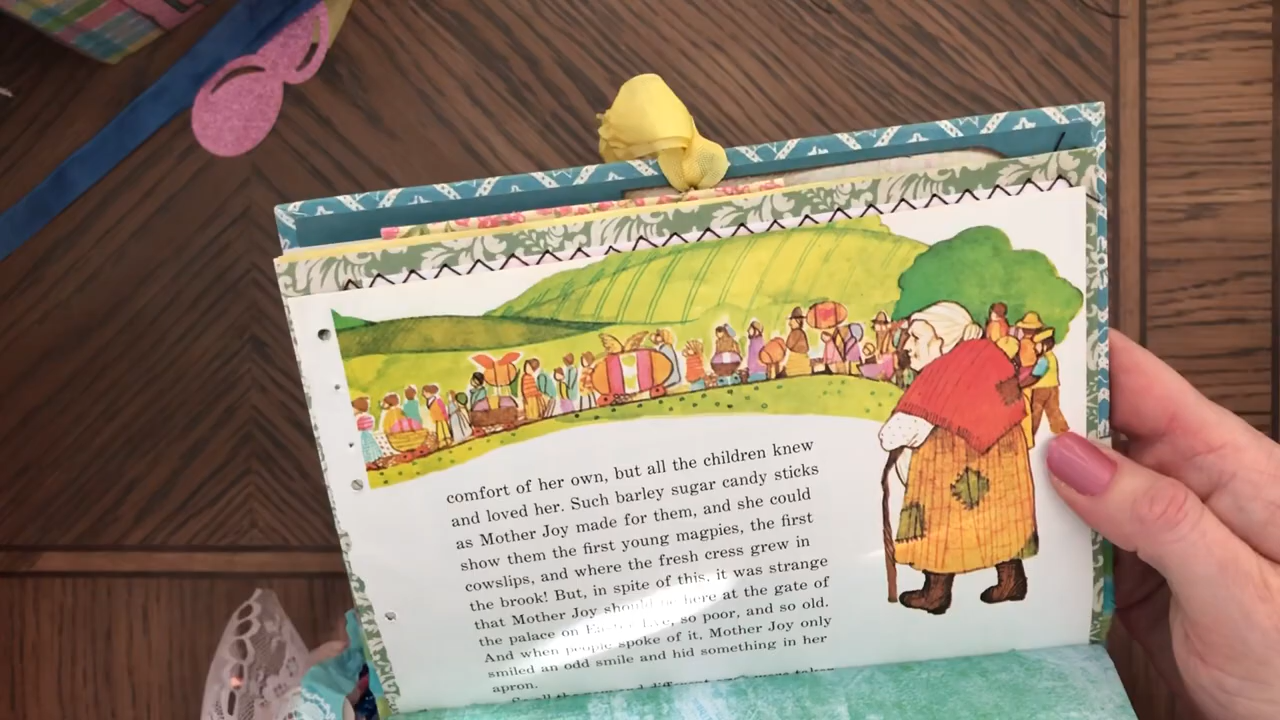 comfort of her own, but all the children knew
and loved her. Such barley sugar candy sticks
as Mother Joy made for them, and she could
show them the first young magpies, the first
cowslips, and where the fresh cress grew in
the brook! But, in spite of this, it was strange
that Mother Joy should be here at the gate of
the palace on Easter Eve, so poor, and so old.
And when people spoke of it, Mother Joy only
smiled an odd smile and hid something in her
apron.